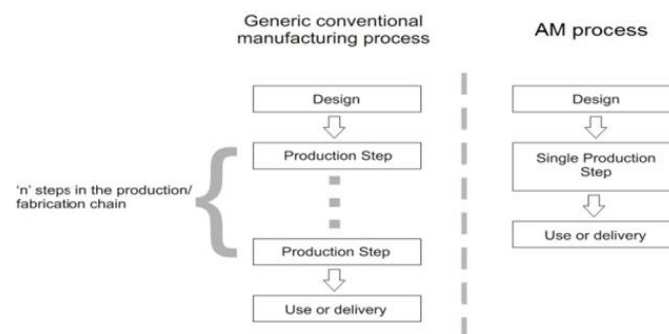 Generic conventional
manufacturing process
AM process
Design
Production Step
'n' steps in the production/
fabrication chain
Production Step
Use or delivery
Design
Single Production
Step
Use or delivery